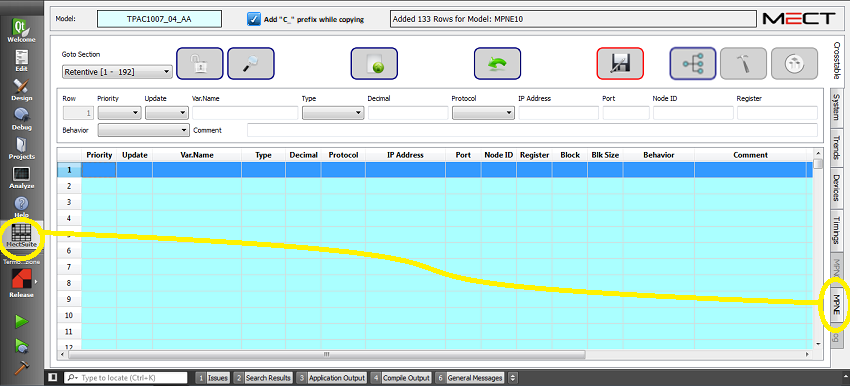 Model:
TPAC1007_04_AA
Add "C_" prefix while copying
Added 133 Rows for Model: MPNE10
MECT
Qt
Welcome
Edit
Design
Debug
Projects
Analyze
Help
MectSuite
Release
Goto Section
Retentive [1 - 192]
Row
Priority
Update
Var.Name
Type
Decimal
Protocol
IP Address
Port
Node ID
Register
1
Behavior
Comment
Priority Update Var.Name Type Decimal Protocol IP Address Port Node ID Register Block Blk Size Behavior Comment
1
2
3
4
6
7
8
9
10
11
12
Crosstable
System
Trends
Devices
Timings
MPNE
Type to locate (Ctrl+K)
1 Issues
2 Search Results
3 Application Output
4 Compile Output
6 General Messages